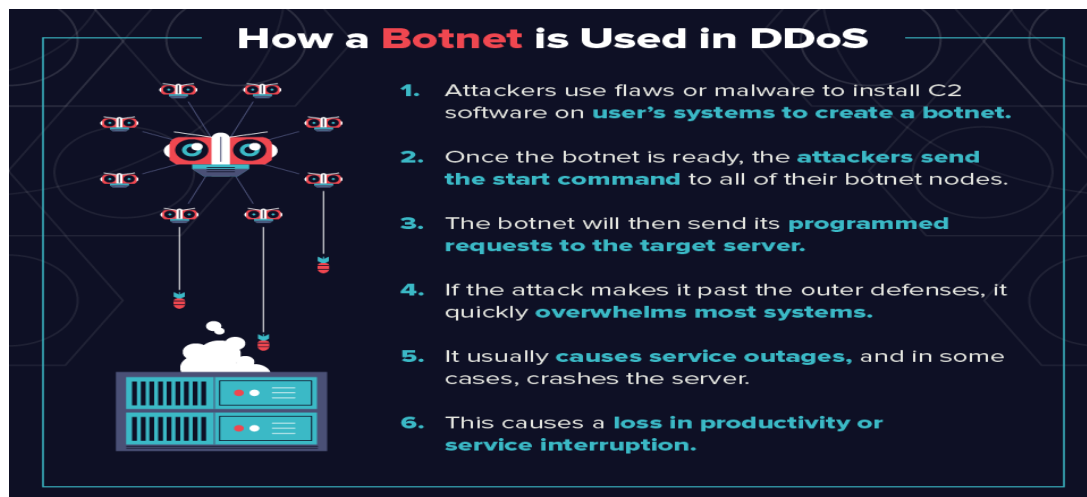 How a Botnet is Used in DDoS
1. Attackers use flaws or malware to install C2
software on user's systems to create a botnet.
2. Once the botnet is ready, the attackers send
the start command to all of their botnet nodes.
3. The botnet will then send its programmed
requests to the target server.
4. If the attack makes it past the outer defenses, it
quickly overwhelms most systems.
5. It usually causes service outages, and in some
cases, crashes the server.
6. This causes a loss in productivity or
service interruption.